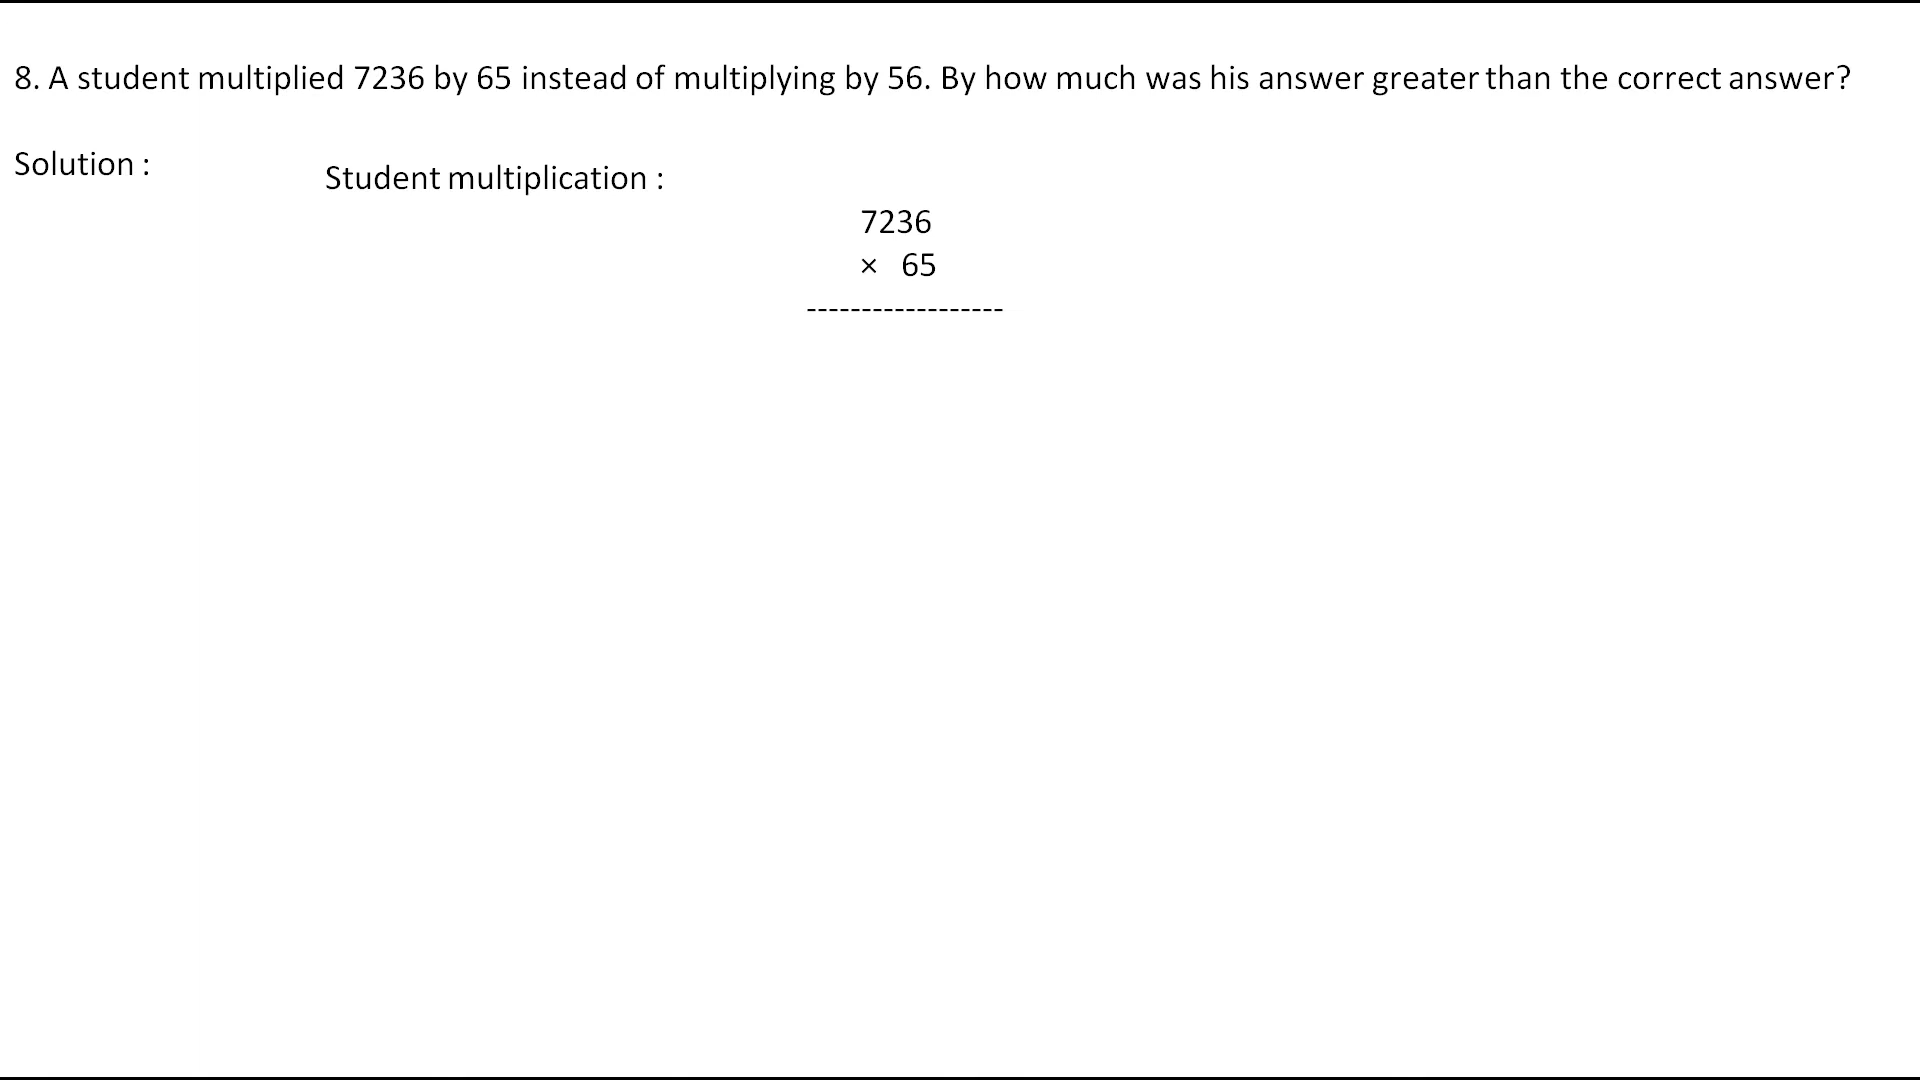 8. A student multiplied 7236 by 65 instead of multiplying by 56. By how much was his answer greater than the correct answer?
Solution :
Student multiplication :
7236
× 65
------------------